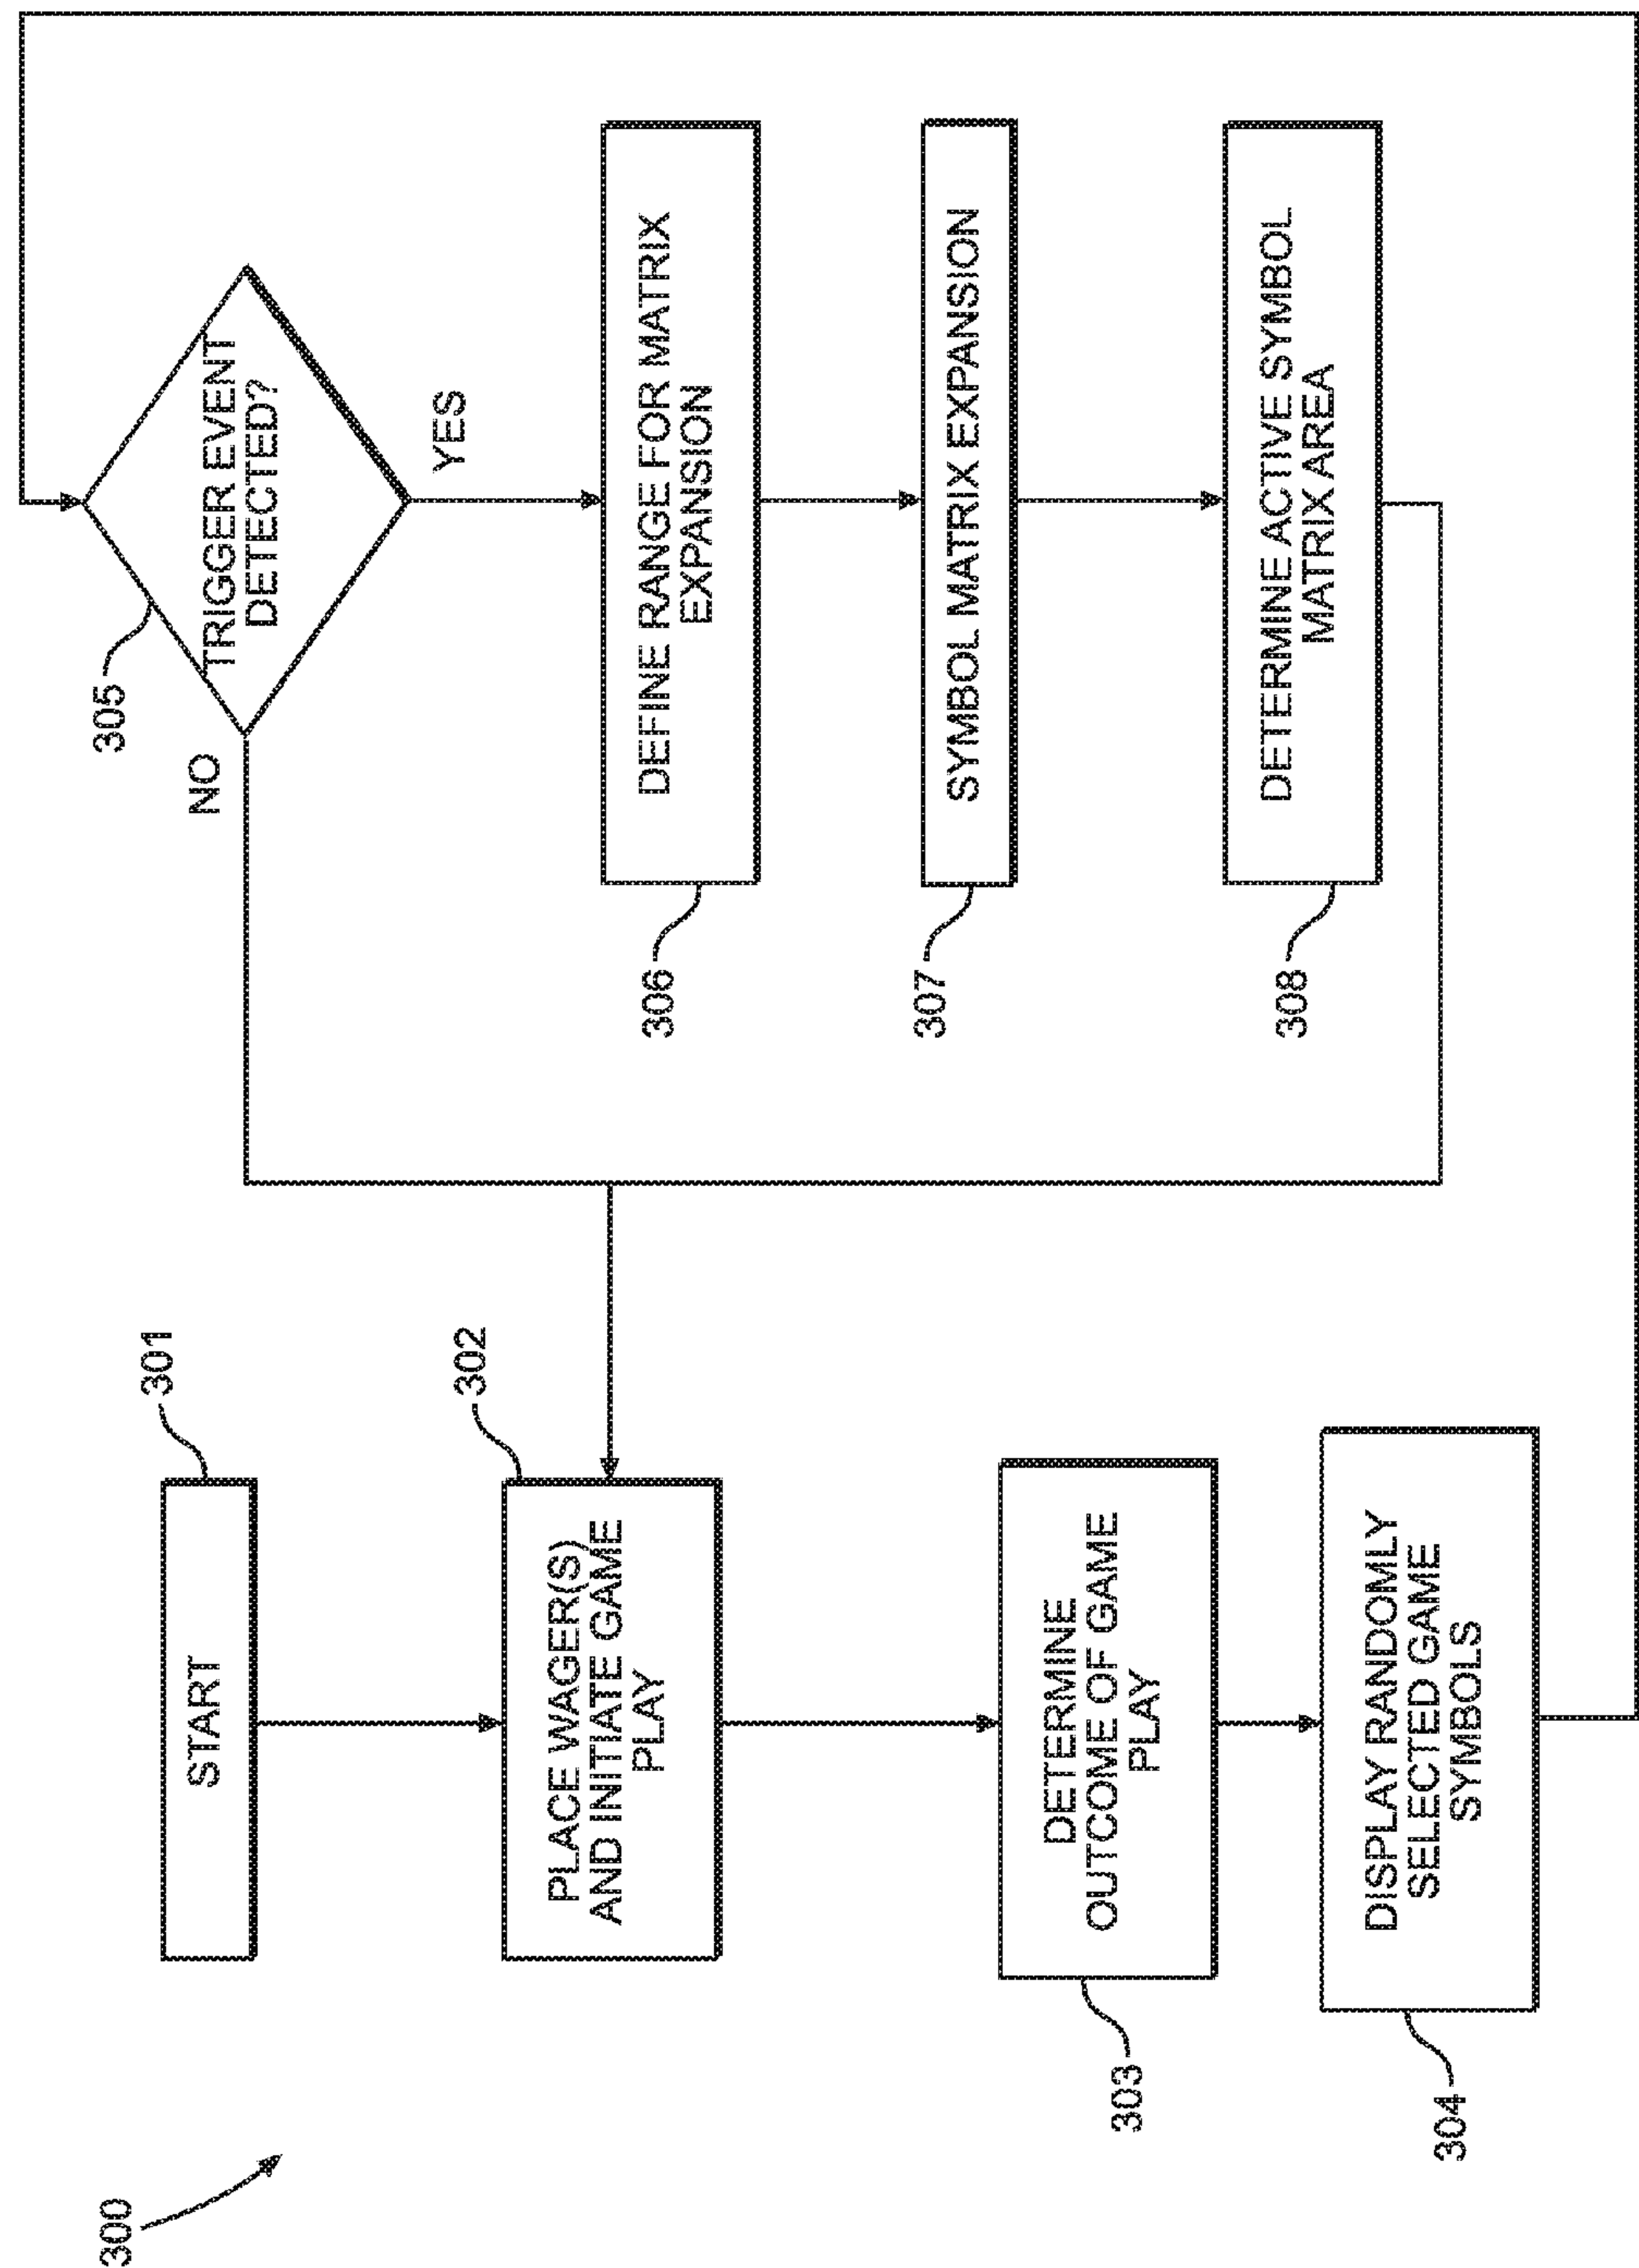 300
START
301
PLACE WAGER(S)
AND INITIATE GAME
PLAY
302
DETERMINE
OUTCOME OF GAME
PLAY
303
DISPLAY RANDOMLY
SELECTED GAME
SYMBOLS
304
305
TRIGGER EVENT
DETECTED?
NO
YES
DEFINE RANGE FOR MATRIX
EXPANSION
306
SYMBOL MATRIX EXPANSION
307
DETERMINE ACTIVE SYMBOL
MATRIX AREA
308